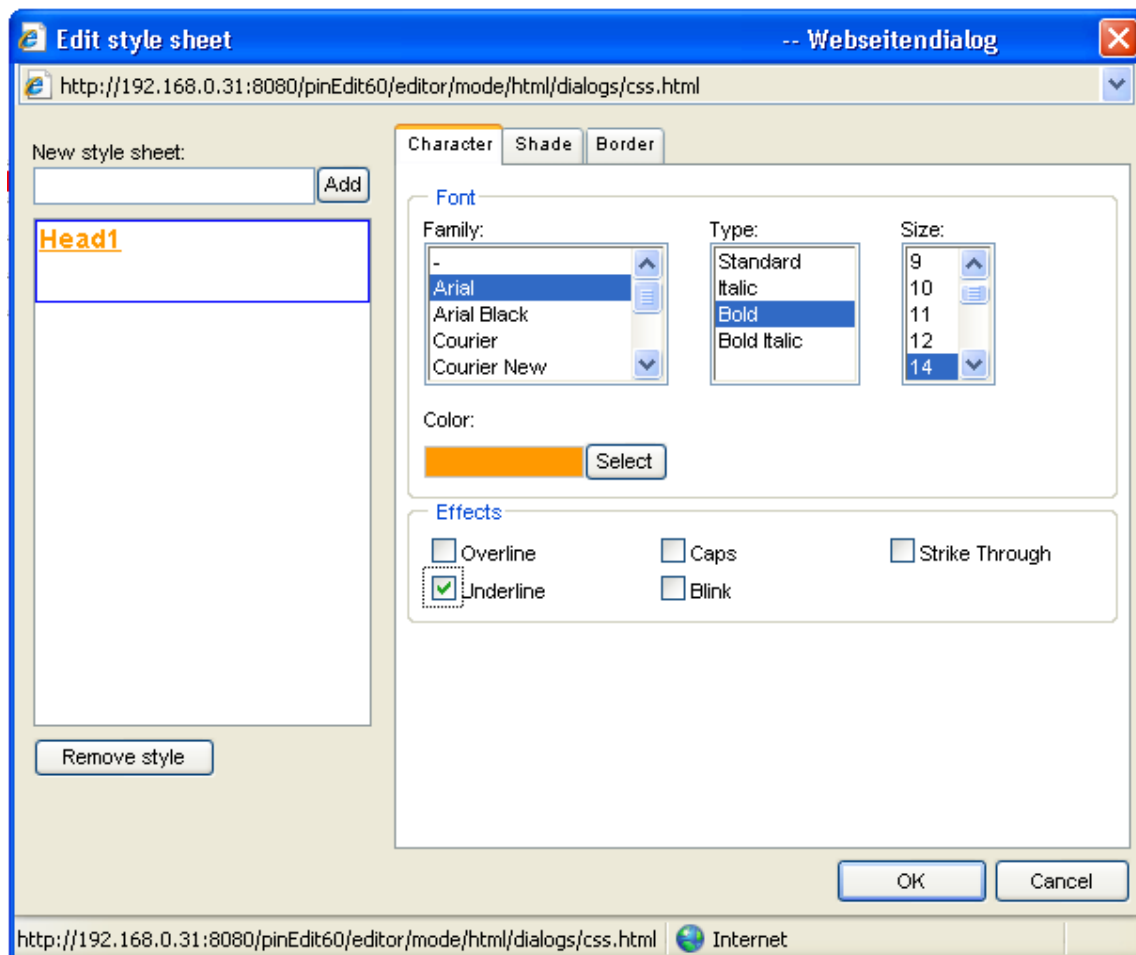 Edit style sheet -- Webseitendialog
http://192.168.0.31:8080/pinEdit60/editor/mode/html/dialogs/css.html
New style sheet:
Add
Head1
Remove style
Character Shade Border
Font
Family: Type: Size:
- Standard 9
Arial Italic 10
Arial Black Bold 11
Courier Bold Italic 12
Courier New 14
Color:
Select
Effects
Overline Caps Strike Through
Underline Blink
OK Cancel
http://192.168.0.31:8080/pinEdit60/editor/mode/html/dialogs/css.html Internet